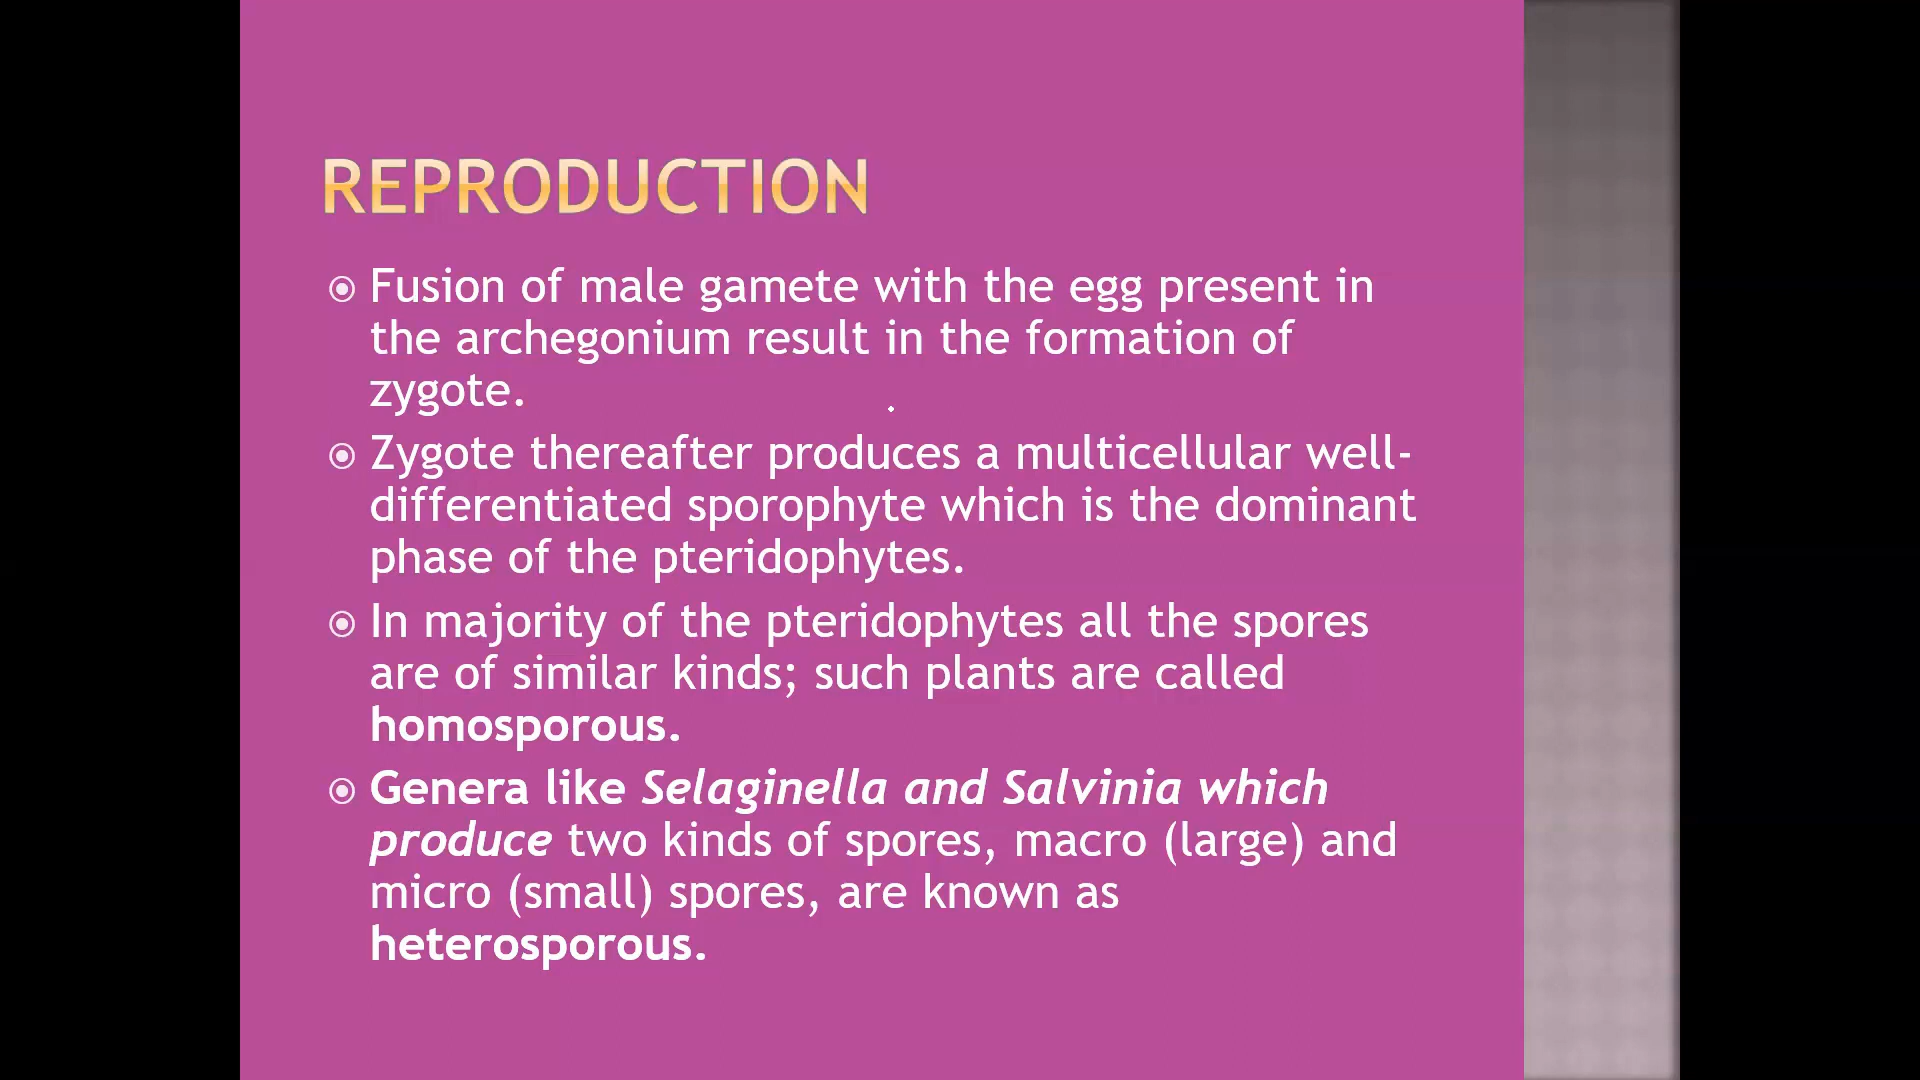 REPRODUCTION
Fusion of male gamete with the egg present in
the archegonium result in the formation of
zygote.
Zygote thereafter produces a multicellular well-
differentiated sporophyte which is the dominant
phase of the pteridophytes.
In majority of the pteridophytes all the spores
are of similar kinds; such plants are called
homosporous.
Genera like Selaginella and Salvinia which
produce two kinds of spores, macro (large) and
micro (small) spores, are known as
heterosporous.